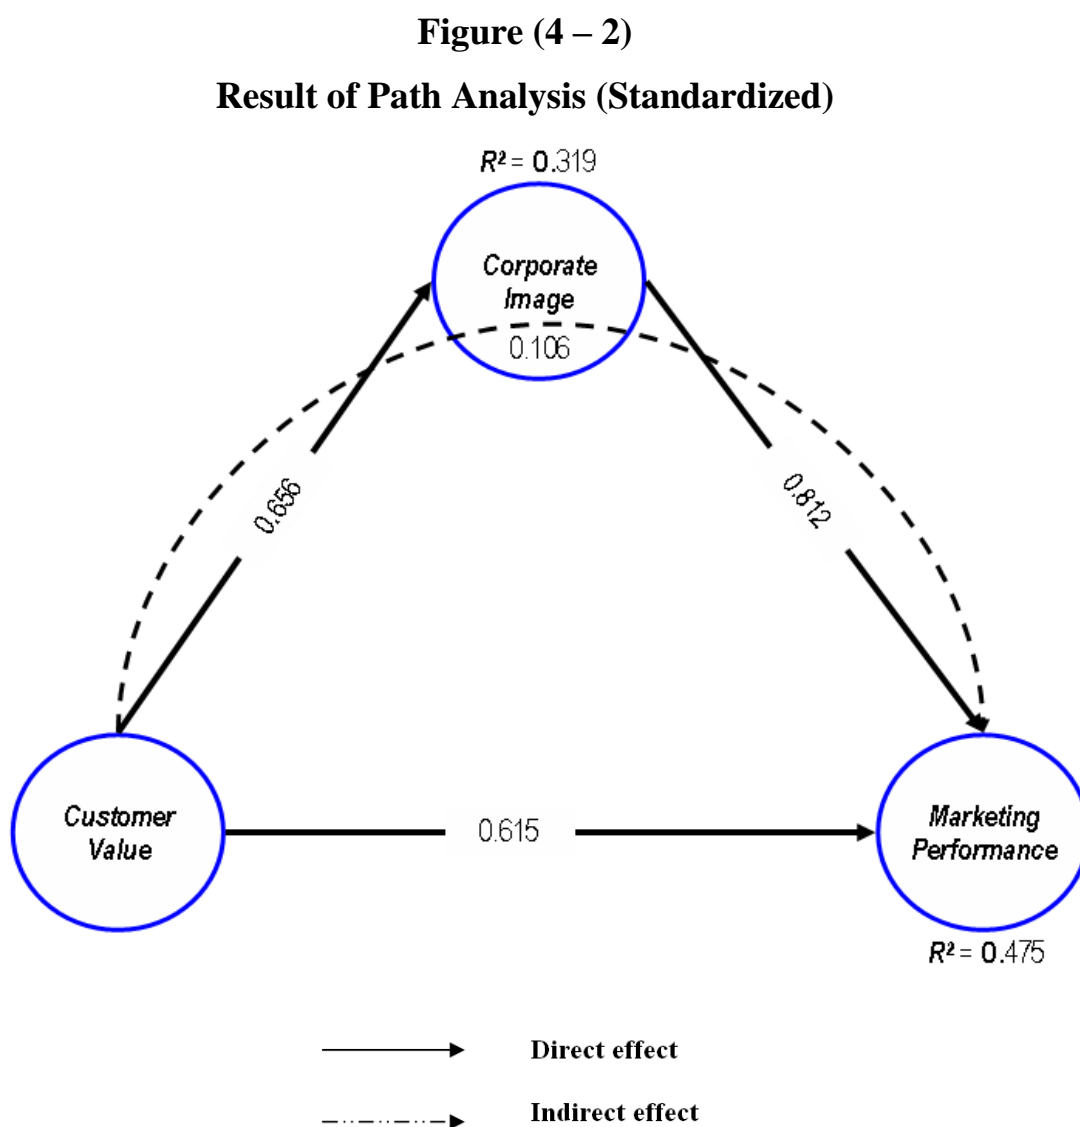 Figure (4 – 2)
Result of Path Analysis (Standardized)
R² = 0.319
Corporate
Image
0.106
0.656
0.812
Customer
Value
0.615
Marketing
Performance
R² = 0.475
Direct effect
Indirect effect